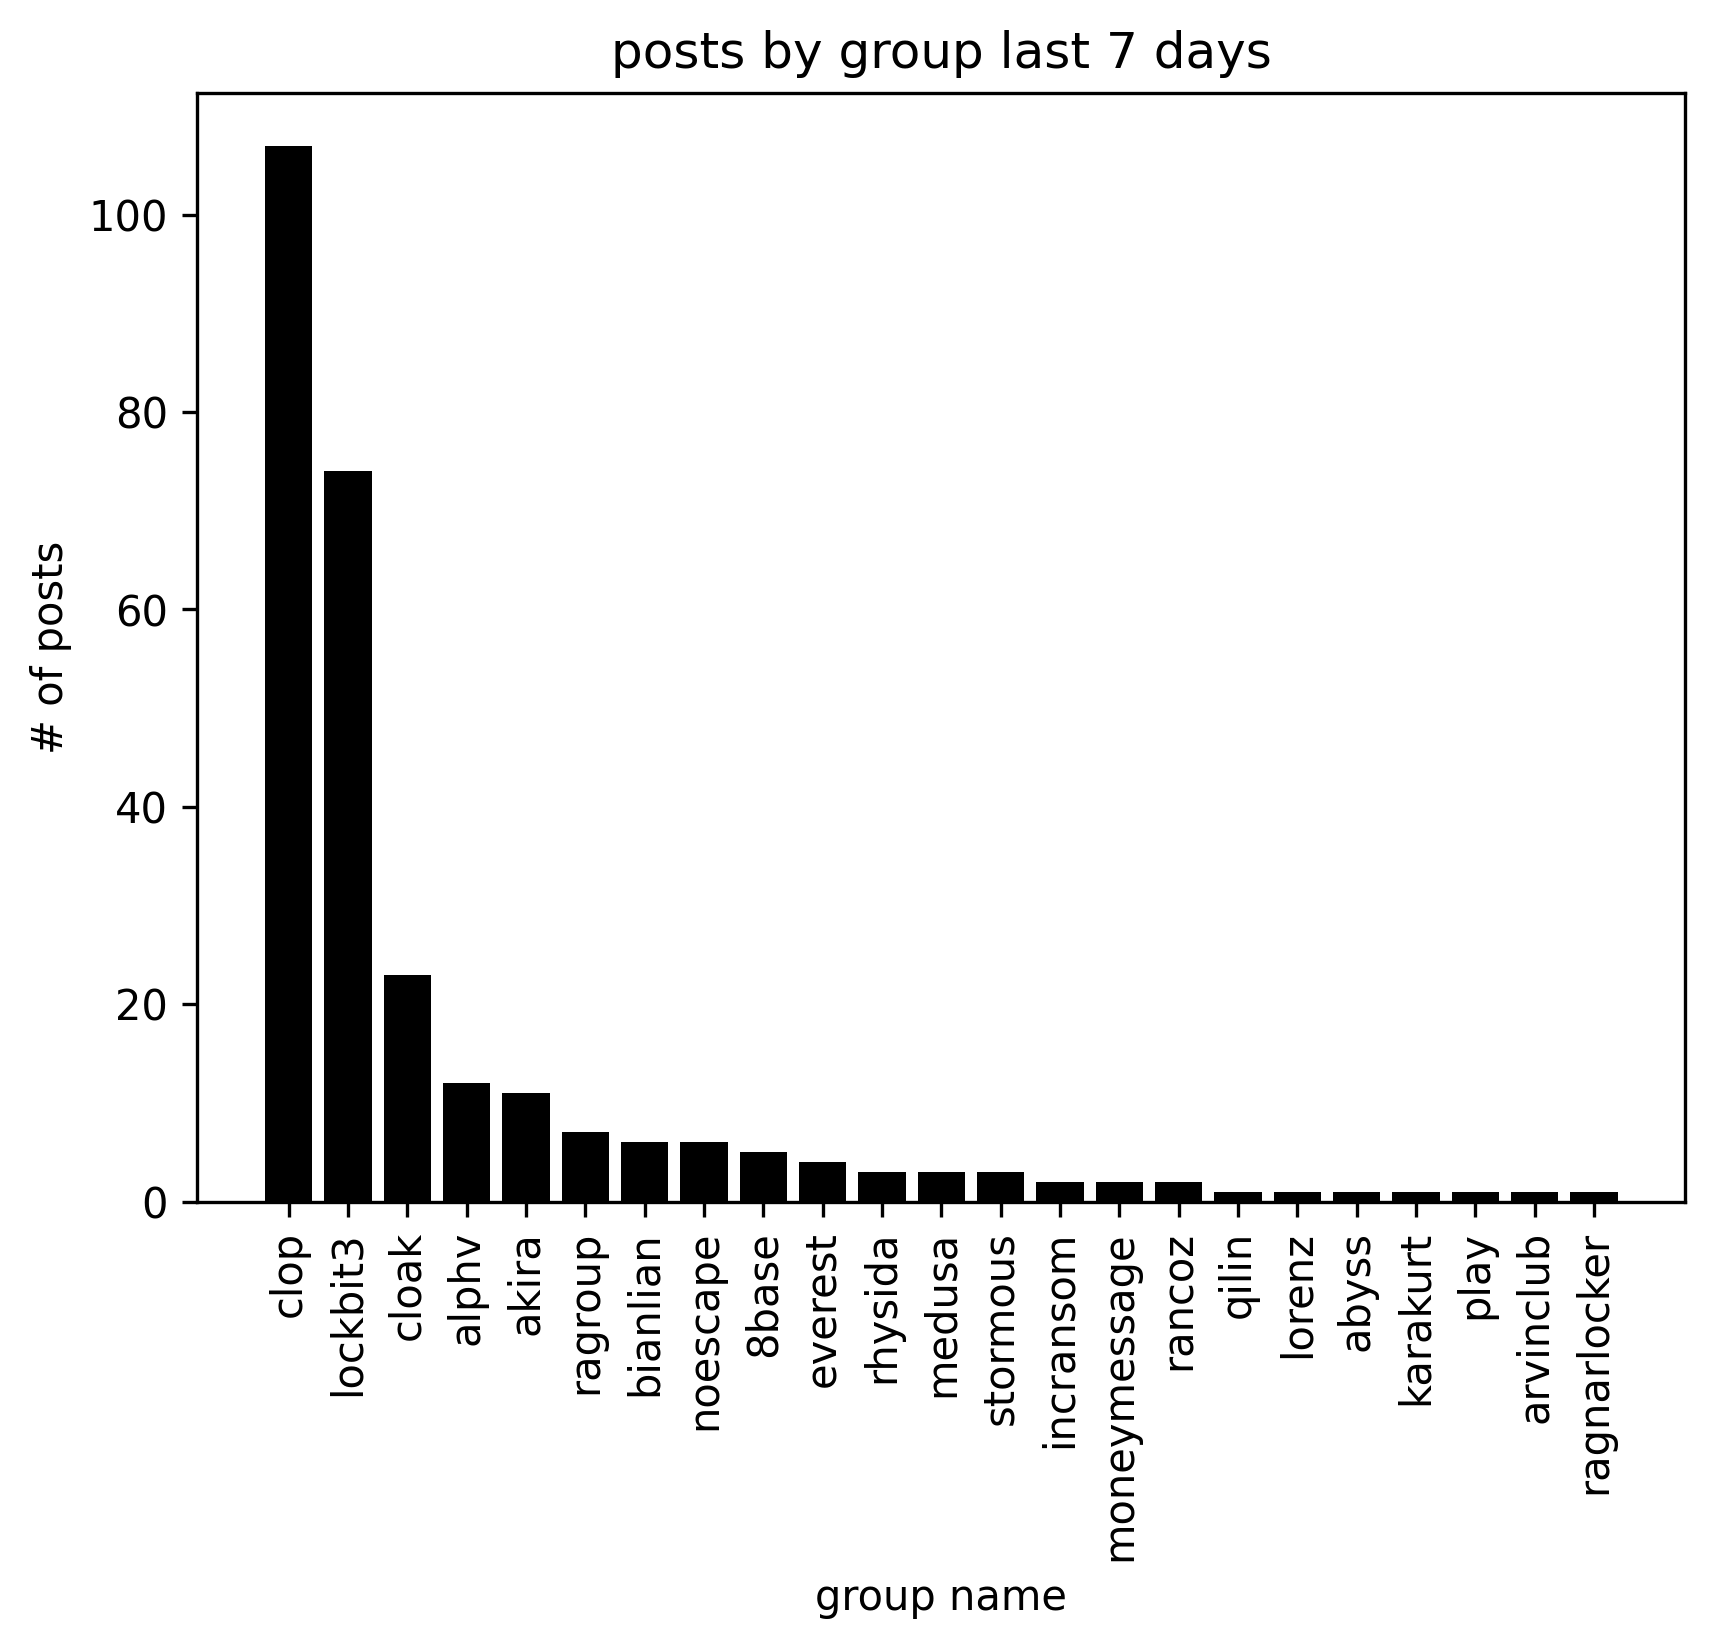 posts by group last 7 days
# of posts
100
80
60
40
20
0
clop
lockbit3
cloak
alphv
akira
ragroup
bianlian
noescape
8base
everest
rhysida
medusa
stormous
incransom
moneymessage
rancoz
qilin
lorenz
abyss
karakurt
play
arvinclub
ragnarlocker
group name